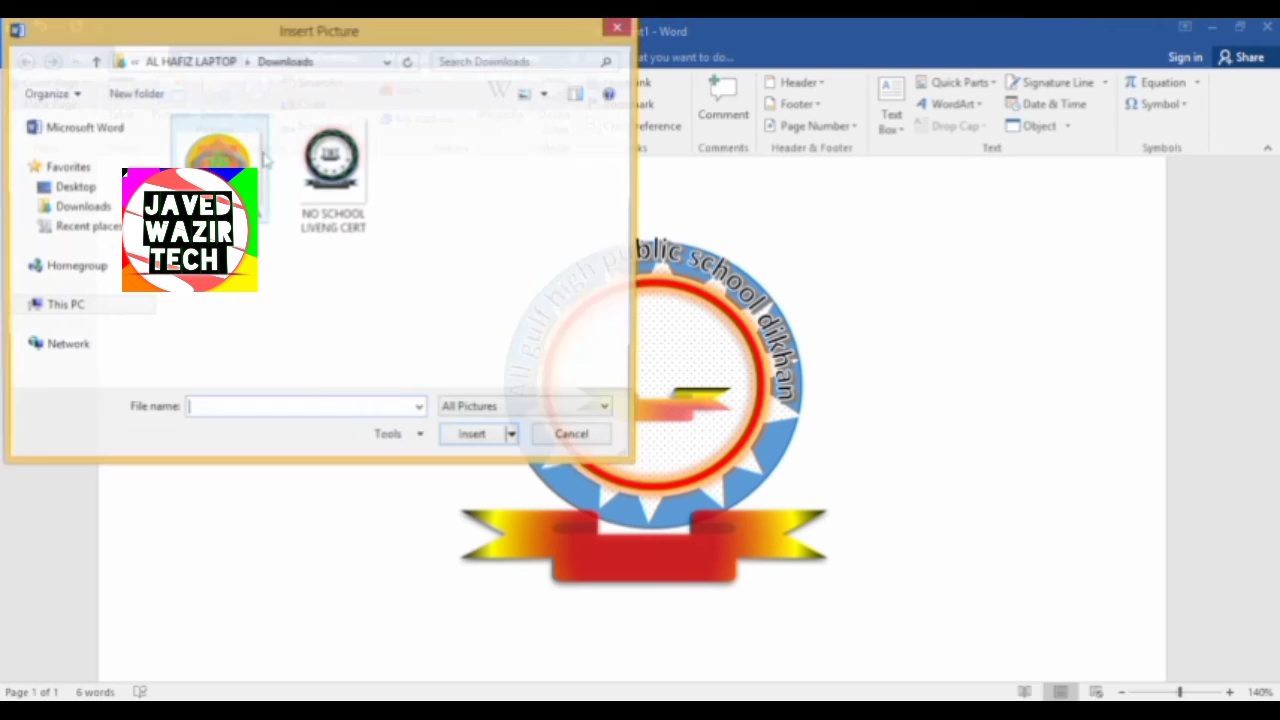 Insert Picture
nt1 - Word
AL HAFIZ LAPTOP
Downloads
Search Downloads
at you want to do...
Sign in
Share
Organize
New folder
Microsoft Word
Favorites
Desktop
Downloads
Recent places
Homegroup
This PC
Network
JAVED
WAZIR
TECH
NO SCHOOL
LIVENG CERT
File name:
All Pictures
Tools
Insert
Cancel
Comment
Comments
Header
Footer
Page Number
Header & Footer
Text
Box
Quick Parts
WordArt
Drop Cap
Signature Line
Date & Time
Object
Text
Equation
Symbol
Symbols
gulf high public school dikhan
Page 1 of 1
6 words
140%